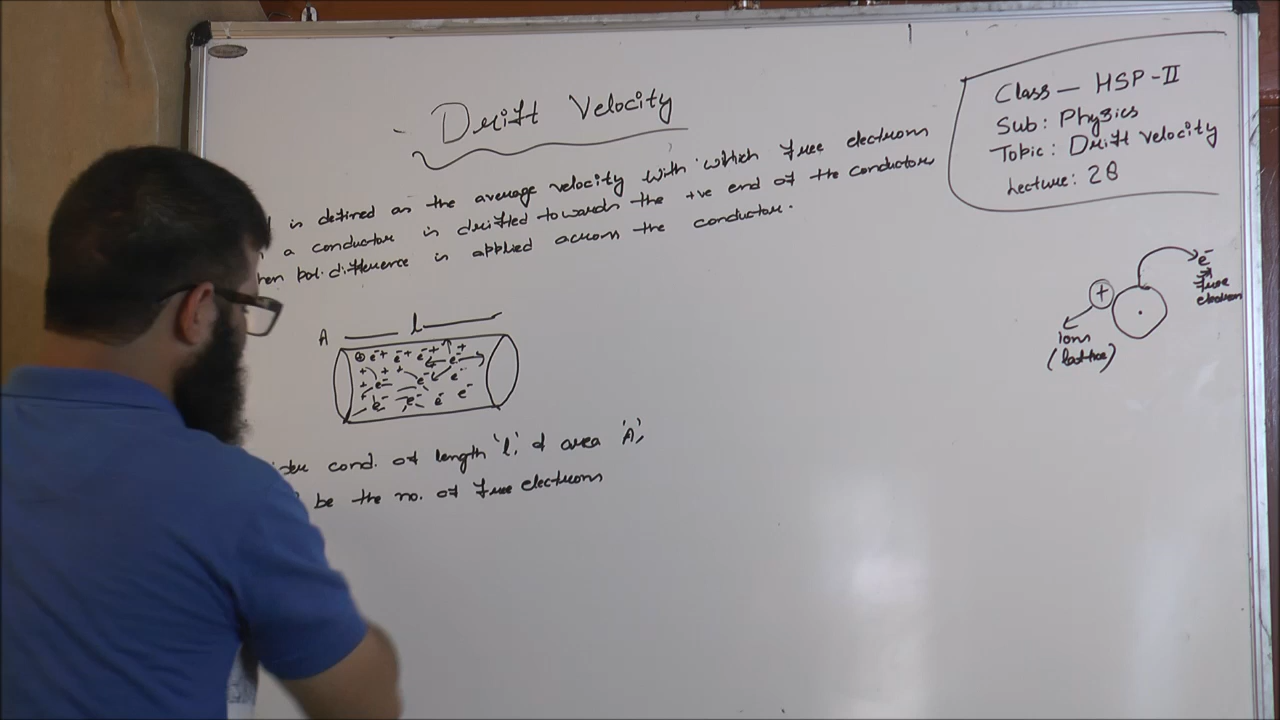 Drift Velocity
is defined as the average velocity with which free electrons
a conductor is drifted towards the +ve end of the conductor
hen pot. difference is applied across the conductor.
Class — HSP-II
Sub: Physics
Topic: Drift Velocity
Lecture: 28
e⁻
free
electron
+
ions
(lattice)
A l
⊕ e⁻ + e⁻ + e⁻ + e⁻ +
+ + + e⁻ e⁻ e⁻
+ e⁻ e⁻ e⁻ e⁻
ider cond. of length 'l' & area 'A',
be the no. of free electrons